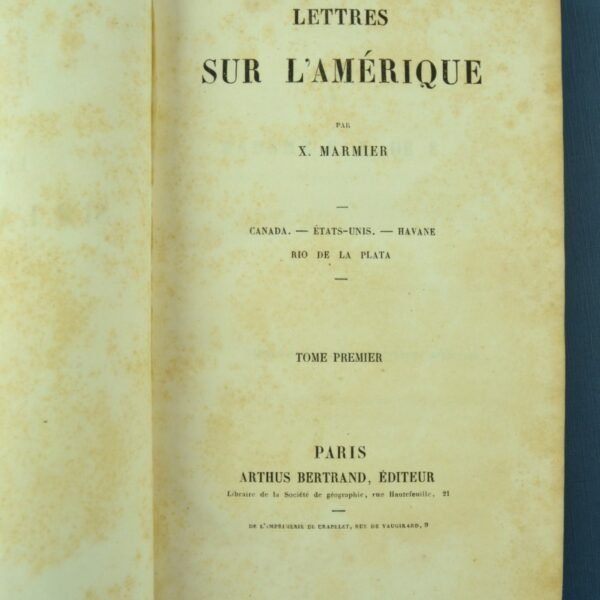 LETTRES
SUR L'AMÉRIQUE
PAR
X. MARMIER
CANADA. — ÉTATS-UNIS. — HAVANE
RIO DE LA PLATA
TOME PREMIER
PARIS
ARTHUS BERTRAND, ÉDITEUR
Libraire de la Société de géographie, rue Hautefeuille, 21
DE L'IMPRIMERIE DE CRAPELET, RUE DE VAUGIRARD, 9